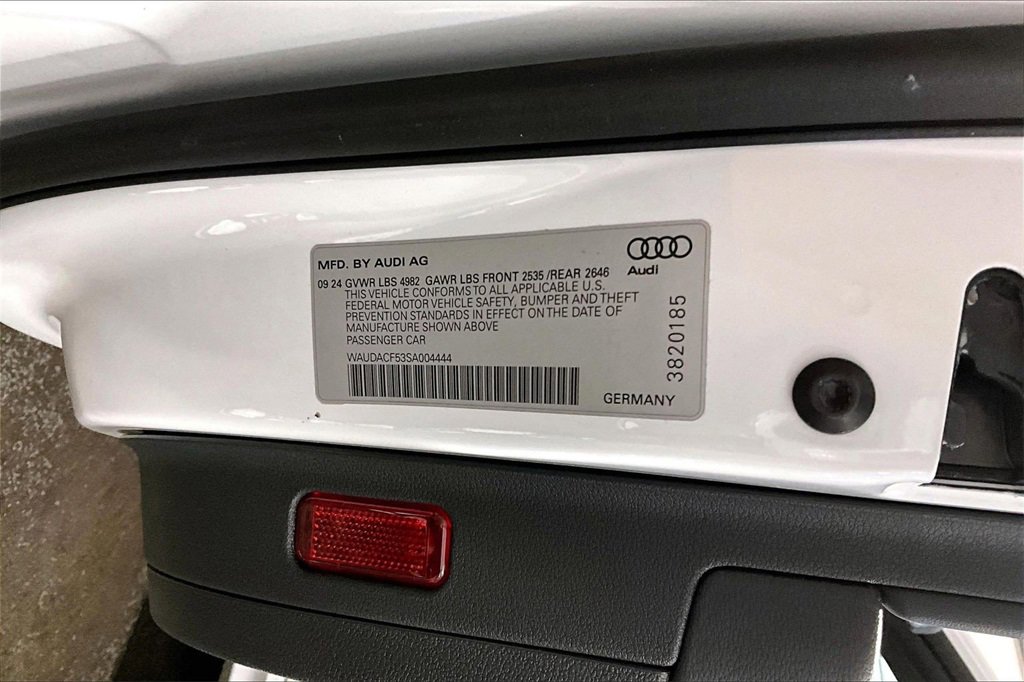 MFD. BY AUDI AG
Audi
09 24 GVWR LBS 4982 GAWR LBS FRONT 2535 /REAR 2646
THIS VEHICLE CONFORMS TO ALL APPLICABLE U.S.
FEDERAL MOTOR VEHICLE SAFETY, BUMPER AND THEFT
PREVENTION STANDARDS IN EFFECT ON THE DATE OF
MANUFACTURE SHOWN ABOVE
PASSENGER CAR
WAUDACF53SA004444
GERMANY
3820185